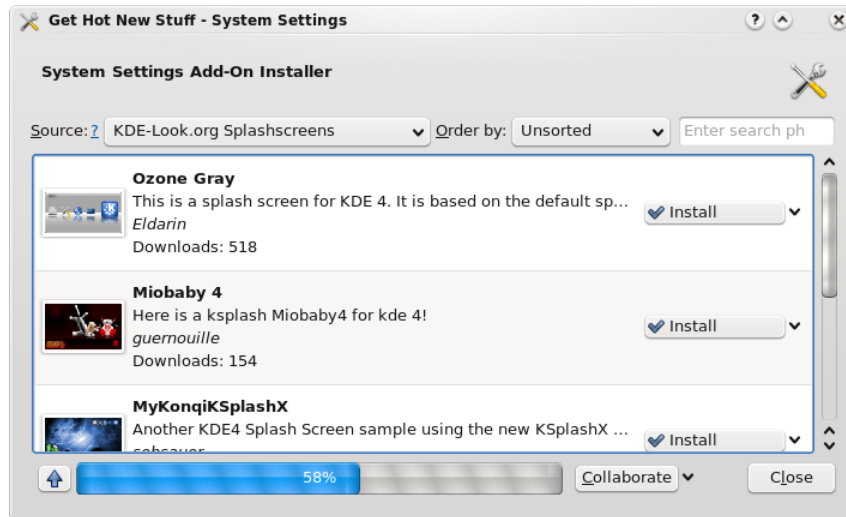 Get Hot New Stuff - System Settings
System Settings Add-On Installer
Source: ? KDE-Look.org Splashscreens Order by: Unsorted Enter search ph
Ozone Gray
This is a splash screen for KDE 4. It is based on the default sp...
Install
Eldarin
Downloads: 518
Miobaby 4
Here is a ksplash Miobaby4 for kde 4!
Install
guernouille
Downloads: 154
MyKonqiKSplashX
Another KDE4 Splash Screen sample using the new KSplashX ...
Install
58% Collaborate Close